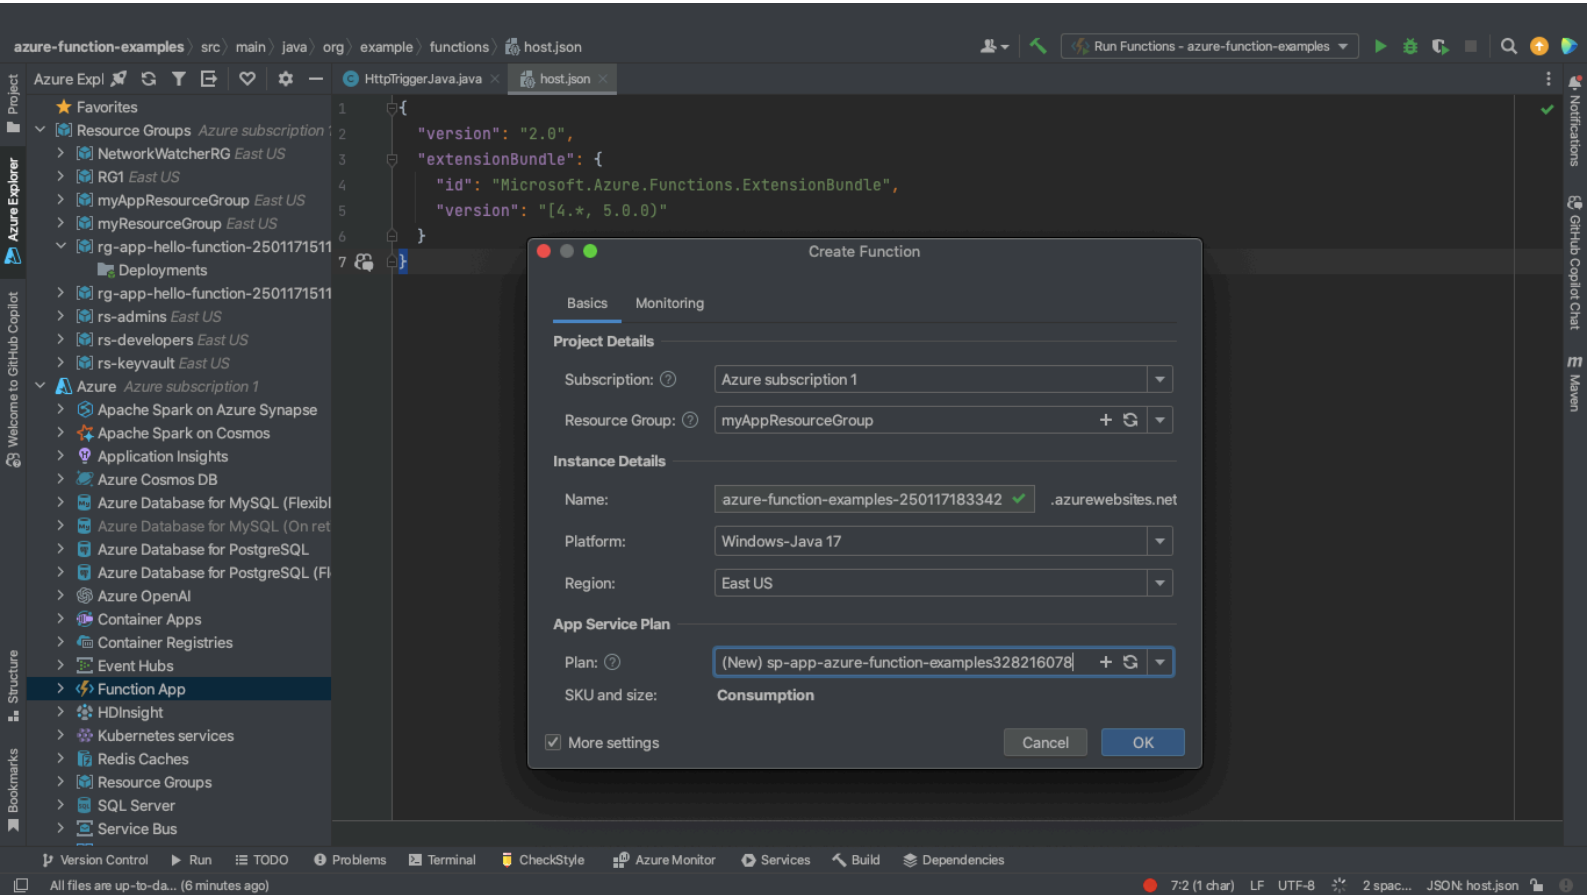 azure-function-examples src main java org example functions host.json
Run Functions - azure-function-examples
Azure Expl
HttpTriggerJava.java
host.json
Project
Azure Explorer
Welcome to GitHub Copilot
Structure
Bookmarks
Favorites
Resource Groups Azure subscription 1
NetworkWatcherRG East US
RG1 East US
myAppResourceGroup East US
myResourceGroup East US
rg-app-hello-function-2501171511
Deployments
rg-app-hello-function-2501171511
rs-admins East US
rs-developers East US
rs-keyvault East US
Azure Azure subscription 1
Apache Spark on Azure Synapse
Apache Spark on Cosmos
Application Insights
Azure Cosmos DB
Azure Database for MySQL (Flexibl
Azure Database for MySQL (On ret
Azure Database for PostgreSQL
Azure Database for PostgreSQL (Fl
Azure OpenAI
Container Apps
Container Registries
Event Hubs
Function App
HDInsight
Kubernetes services
Redis Caches
Resource Groups
SQL Server
Service Bus
1 {
2 "version": "2.0",
3 "extensionBundle": {
4 "id": "Microsoft.Azure.Functions.ExtensionBundle",
5 "version": "[4.*, 5.0.0)"
6 }
7 }
Create Function
Basics Monitoring
Project Details
Subscription: ? Azure subscription 1
Resource Group: ? myAppResourceGroup
Instance Details
Name: azure-function-examples-250117183342 .azurewebsites.net
Platform: Windows-Java 17
Region: East US
App Service Plan
Plan: ? (New) sp-app-azure-function-examples328216078
SKU and size: Consumption
More settings
Cancel
OK
Notifications
GitHub Copilot Chat
m Maven
Version Control Run TODO Problems Terminal CheckStyle Azure Monitor Services Build Dependencies
All files are up-to-da... (6 minutes ago)
7:2 (1 char) LF UTF-8 2 spac... JSON: host.json